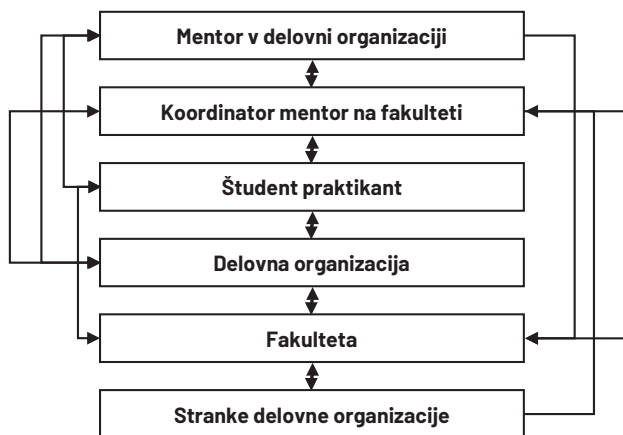 Mentor v delovni organizaciji
Koordinator mentor na fakulteti
Študent praktikant
Delovna organizacija
Fakulteta
Stranke delovne organizacije